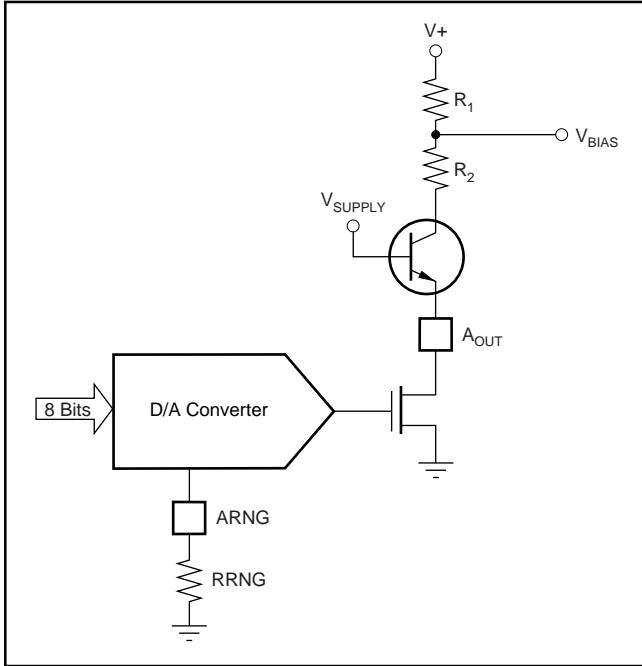 V+
R1
VBIAS
R2
VSUPPLY
AOUT
8 Bits
D/A Converter
ARNG
RRNG